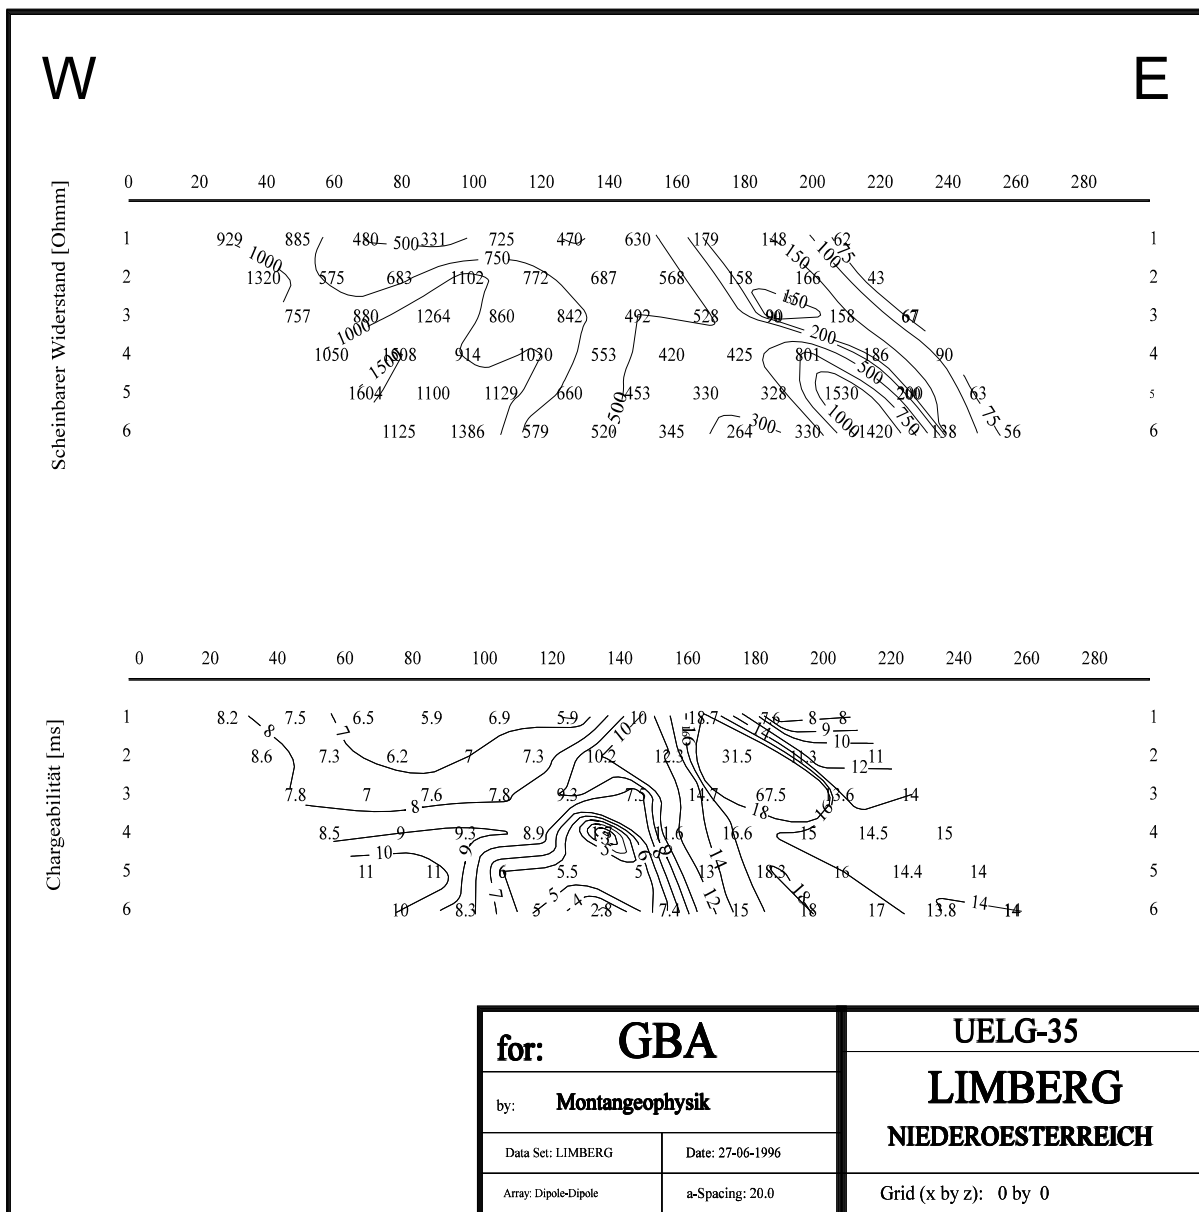 W E
0 20 40 60 80 100 120 140 160 180 200 220 240 260 280
Scheinbarer Widerstand [Ohmm]
1 929 885 480 500 331 725 470 630 179 148 62 1
1000 750 150 100 75
2 1320 575 683 1102 772 687 568 158 166 43 2
150
3 757 880 1264 860 842 492 528 90 158 67 3
1000 200
4 1050 914 1030 553 420 425 801 186 90 4
1500 500
5 1604 1100 1129 660 453 330 328 1530 200 63 5
500 300 1000 750 75
6 1125 1386 579 520 345 264 330 1420 138 56 6
0 20 40 60 80 100 120 140 160 180 200 220 240 260 280
Chargeabilität [ms]
1 8.2 7.5 6.5 5.9 6.9 5.9 10 18.7 7.6 8 8 1
8 7 10 16 14 9 10
2 8.6 7.3 6.2 7 7.3 10.2 12.3 31.5 11.3 11 2
12
3 7.8 7 7.6 7.8 9.3 7.5 14.7 67.5 13.6 14 3
8 18 16
4 8.5 9 9.3 8.9 11.6 16.6 15 14.5 15 4
10 9 6 8 14
5 11 11 6 5.5 5 13 18.3 16 14.4 14 5
7 5 4 12 18 14
6 10 8.3 5 2.8 7.4 15 18 17 13.8 14 6
for: GBA
by: Montangeophysik
Data Set: LIMBERG Date: 27-06-1996
Array: Dipole-Dipole a-Spacing: 20.0
UELG-35
LIMBERG
NIEDEROESTERREICH
Grid (x by z): 0 by 0